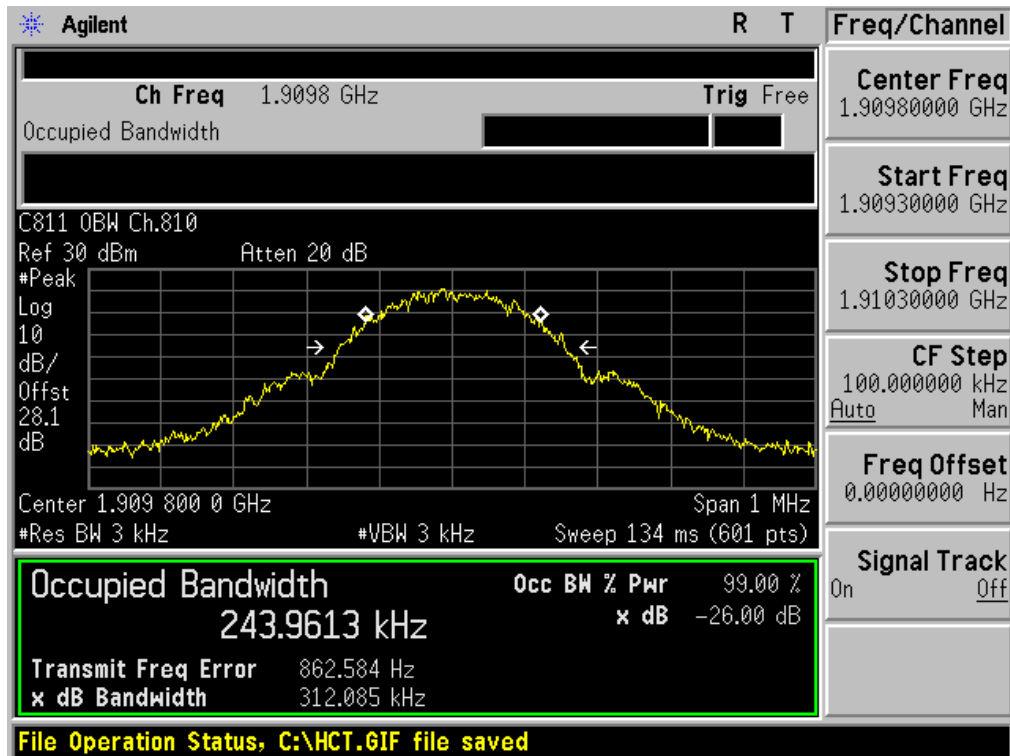 Agilent R T Freq/Channel
Ch Freq 1.9098 GHz Trig Free
Occupied Bandwidth
Center Freq
1.90980000 GHz
Start Freq
1.90930000 GHz
Stop Freq
1.91030000 GHz
CF Step
100.000000 kHz
Auto Man
Freq Offset
0.00000000 Hz
Signal Track
On Off
C811 OBW Ch.810
Ref 30 dBm Atten 20 dB
#Peak
Log
10
dB/
Offst
28.1
dB
Center 1.909 800 0 GHz Span 1 MHz
#Res BW 3 kHz #VBW 3 kHz Sweep 134 ms (601 pts)
Occupied Bandwidth Occ BW % Pwr 99.00 %
243.9613 kHz x dB -26.00 dB
Transmit Freq Error 862.584 Hz
x dB Bandwidth 312.085 kHz
File Operation Status, C:\HCT.GIF file saved